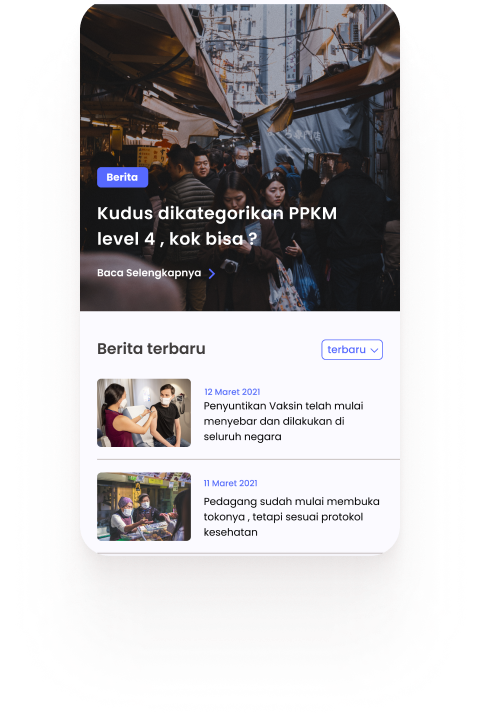 Berita
Kudus dikategorikan PPKM
level 4 , kok bisa ?
Baca Selengkapnya
Berita terbaru
terbaru
12 Maret 2021
Penyuntikan Vaksin telah mulai
menyebar dan dilakukan di
seluruh negara
11 Maret 2021
Pedagang sudah mulai membuka
tokonya , tetapi sesuai protokol
kesehatan